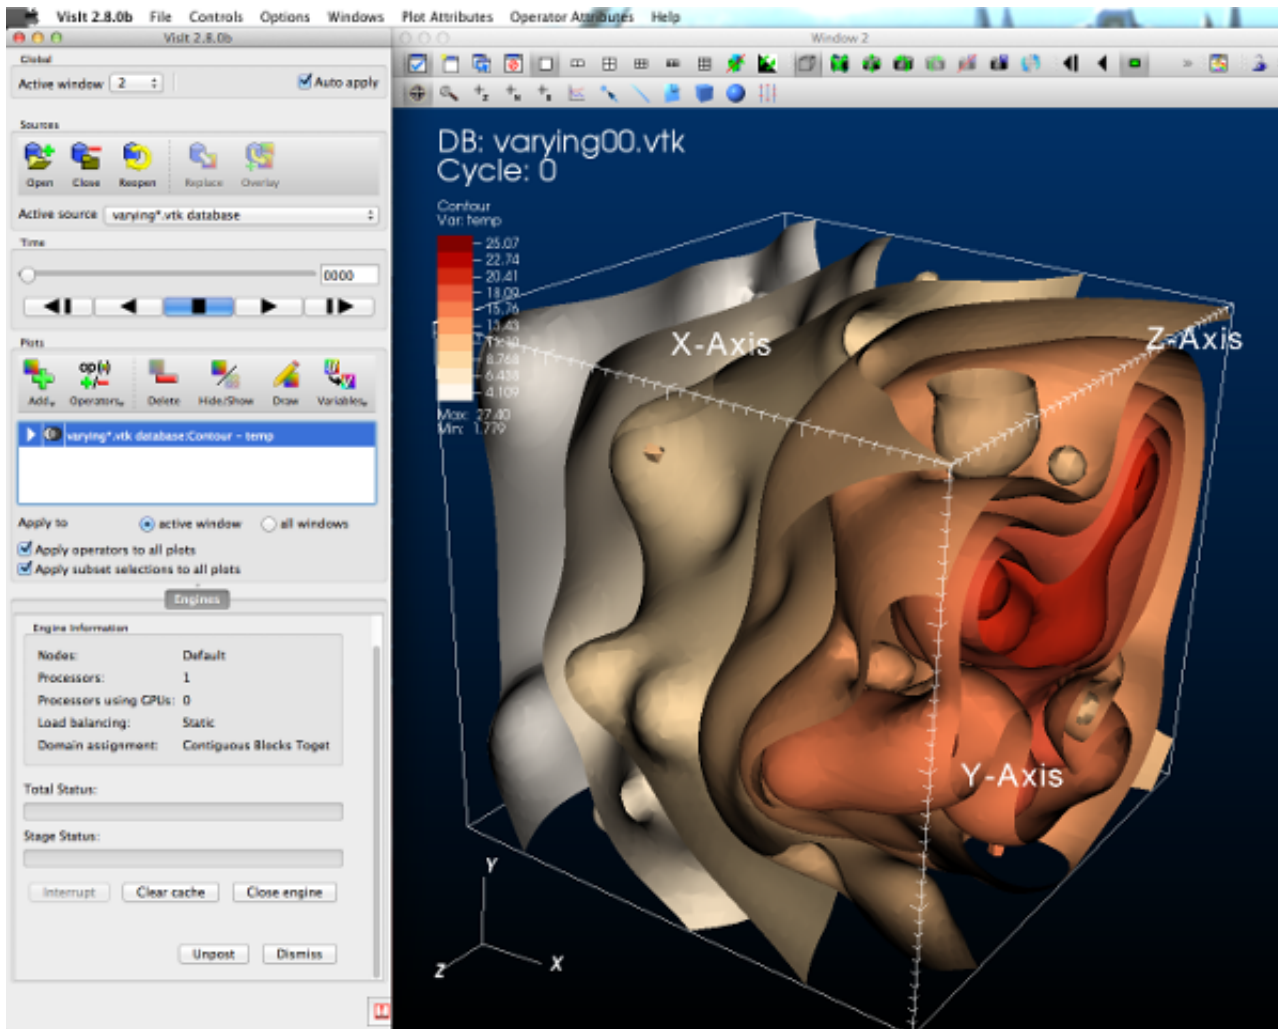 VisIt 2.8.0b File Controls Options Windows Plot Attributes Operator Attributes Help
VisIt 2.8.0b
Window 2
Global
Active window 2
Auto apply
Sources
Open Close Reopen Replace Overlay
Active source varying*.vtk database
Time
0000
Plots
Add Operators Delete Hide/Show Draw Variables
varying*.vtk database:Contour - temp
Apply to active window all windows
Apply operators to all plots
Apply subset selections to all plots
Engines
Engine Information
Nodes: Default
Processors: 1
Processors using GPUs: 0
Load balancing: Static
Domain assignment: Contiguous Blocks Toget
Total Status:
Stage Status:
Interrupt Clear cache Close engine
Unpost Dismiss
DB: varying00.vtk
Cycle: 0
Contour
Var: temp
25.07
22.74
20.41
18.09
15.76
13.43
8.768
6.438
4.109
Max: 27.40
Min: 1.779
X-Axis
Z-Axis
Y-Axis
Y
X
Z